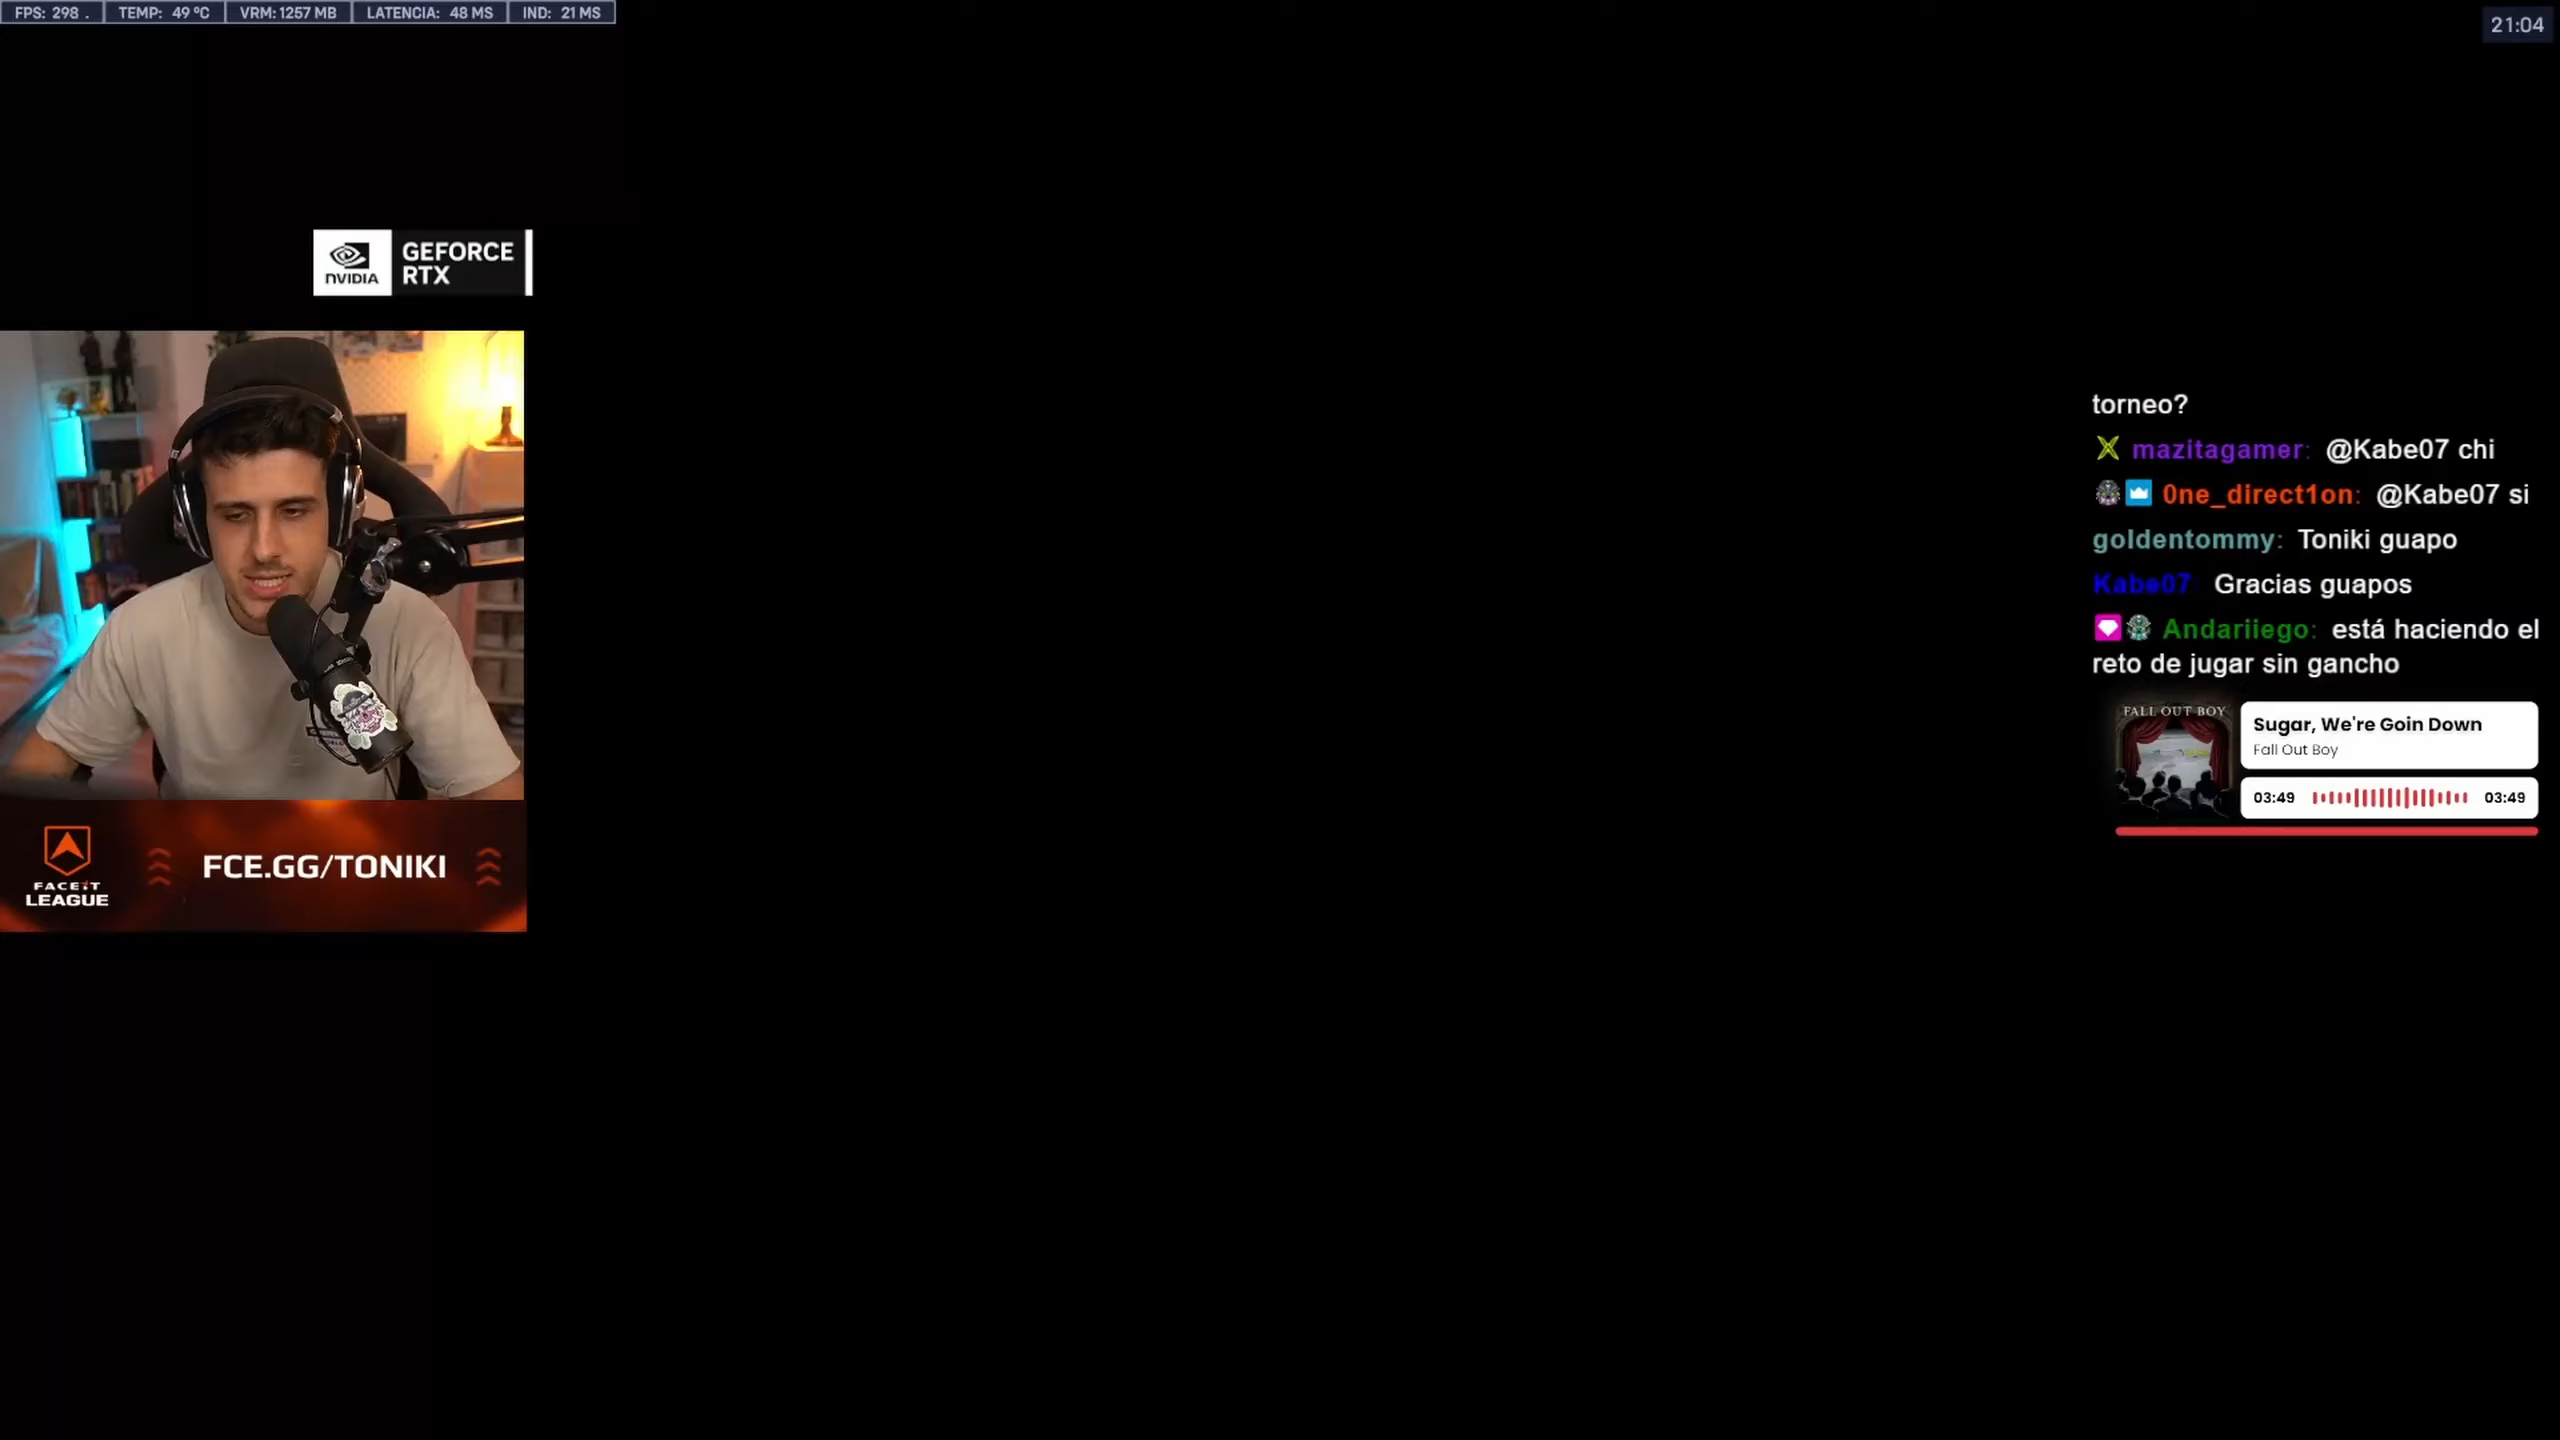 FPS: 298 . TEMP: 49 ºC VRM: 1257 MB LATENCIA: 48 MS IND: 21 MS
21:04
NVIDIA
GEFORCE
RTX
torneo?
mazitagamer: @Kabe07 chi
0ne_direct1on: @Kabe07 si
goldentommy: Toniki guapo
Kabe07 Gracias guapos
Andariiego: está haciendo el
reto de jugar sin gancho
FALL OUT BOY
Sugar, We're Goin Down
Fall Out Boy
03:49 03:49
FACEIT
LEAGUE
FCE.GG/TONIKI